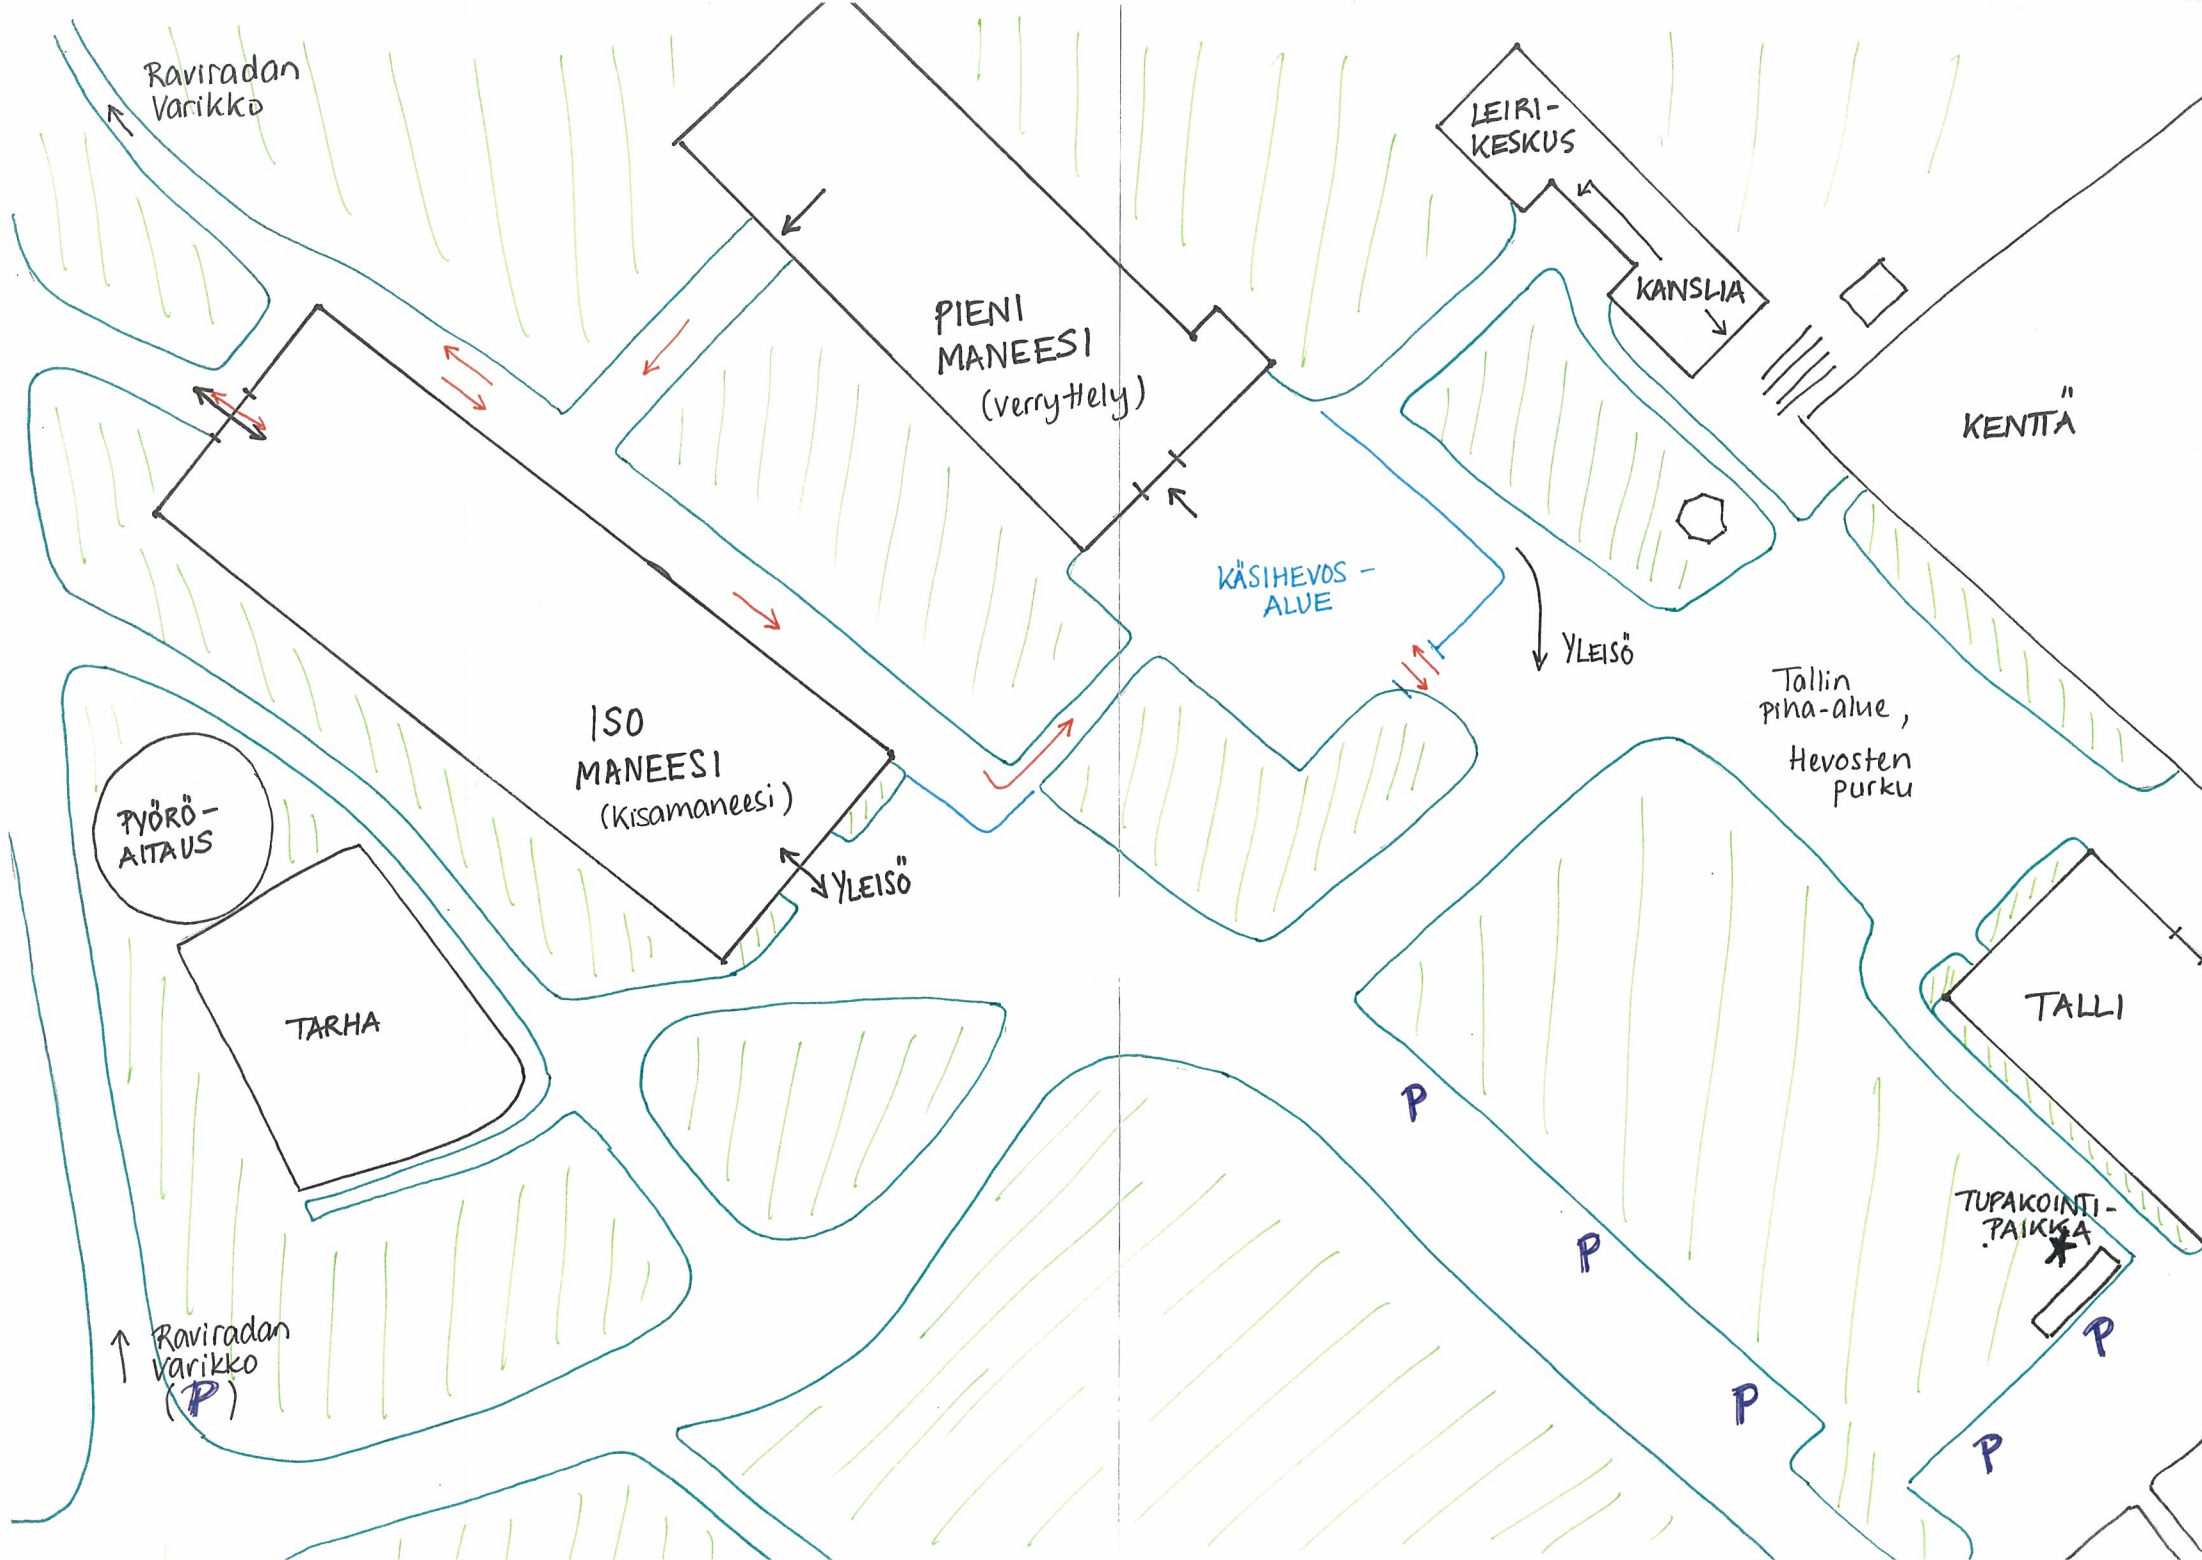 Raviradan
Varikko
LEIRI-
KESKUS
KANSLIA
PIENI
MANEESI
(verryttely)
KENTTÄ
KÄSIHEVOS-
ALUE
YLEISÖ
Tallin
piha-alue,
Hevosten
purku
ISO
MANEESI
(Kisamaneesi)
YLEISÖ
PYÖRÖ-
AITAUS
TARHA
TALLI
P
P
P
P
P
TUPAKOINTI-
PAIKKA
Raviradan
Varikko
(P)